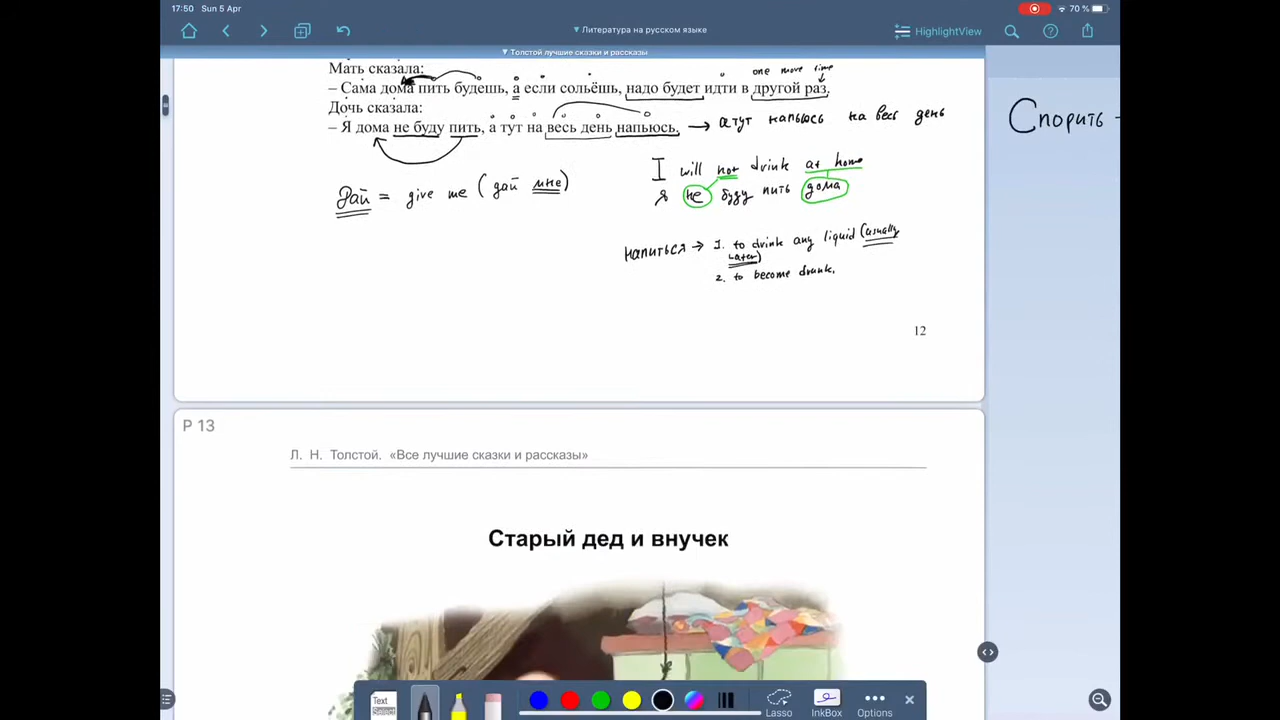 17:50 Sun 5 Apr
70 %
Литература на русском языке
HighlightView
Толстой лучшие сказки и рассказы
Мать сказала:
one more time
– Сама дома пить будешь, а если сольёшь, надо будет идти в другой раз.
Дочь сказала:
– Я дома не буду пить, а тут на весь день напьюсь. → а тут напьюсь на весь день
Спорить -
I will not drink at home
Дай = give me (дай мне)
я не буду пить дома
напиться → 1. to drink any liquid (usually
water)
2. to become drunk.
12
P 13
Л. Н. Толстой. «Все лучшие сказки и рассказы»
Старый дед и внучек
Text
Lasso
InkBox
Options